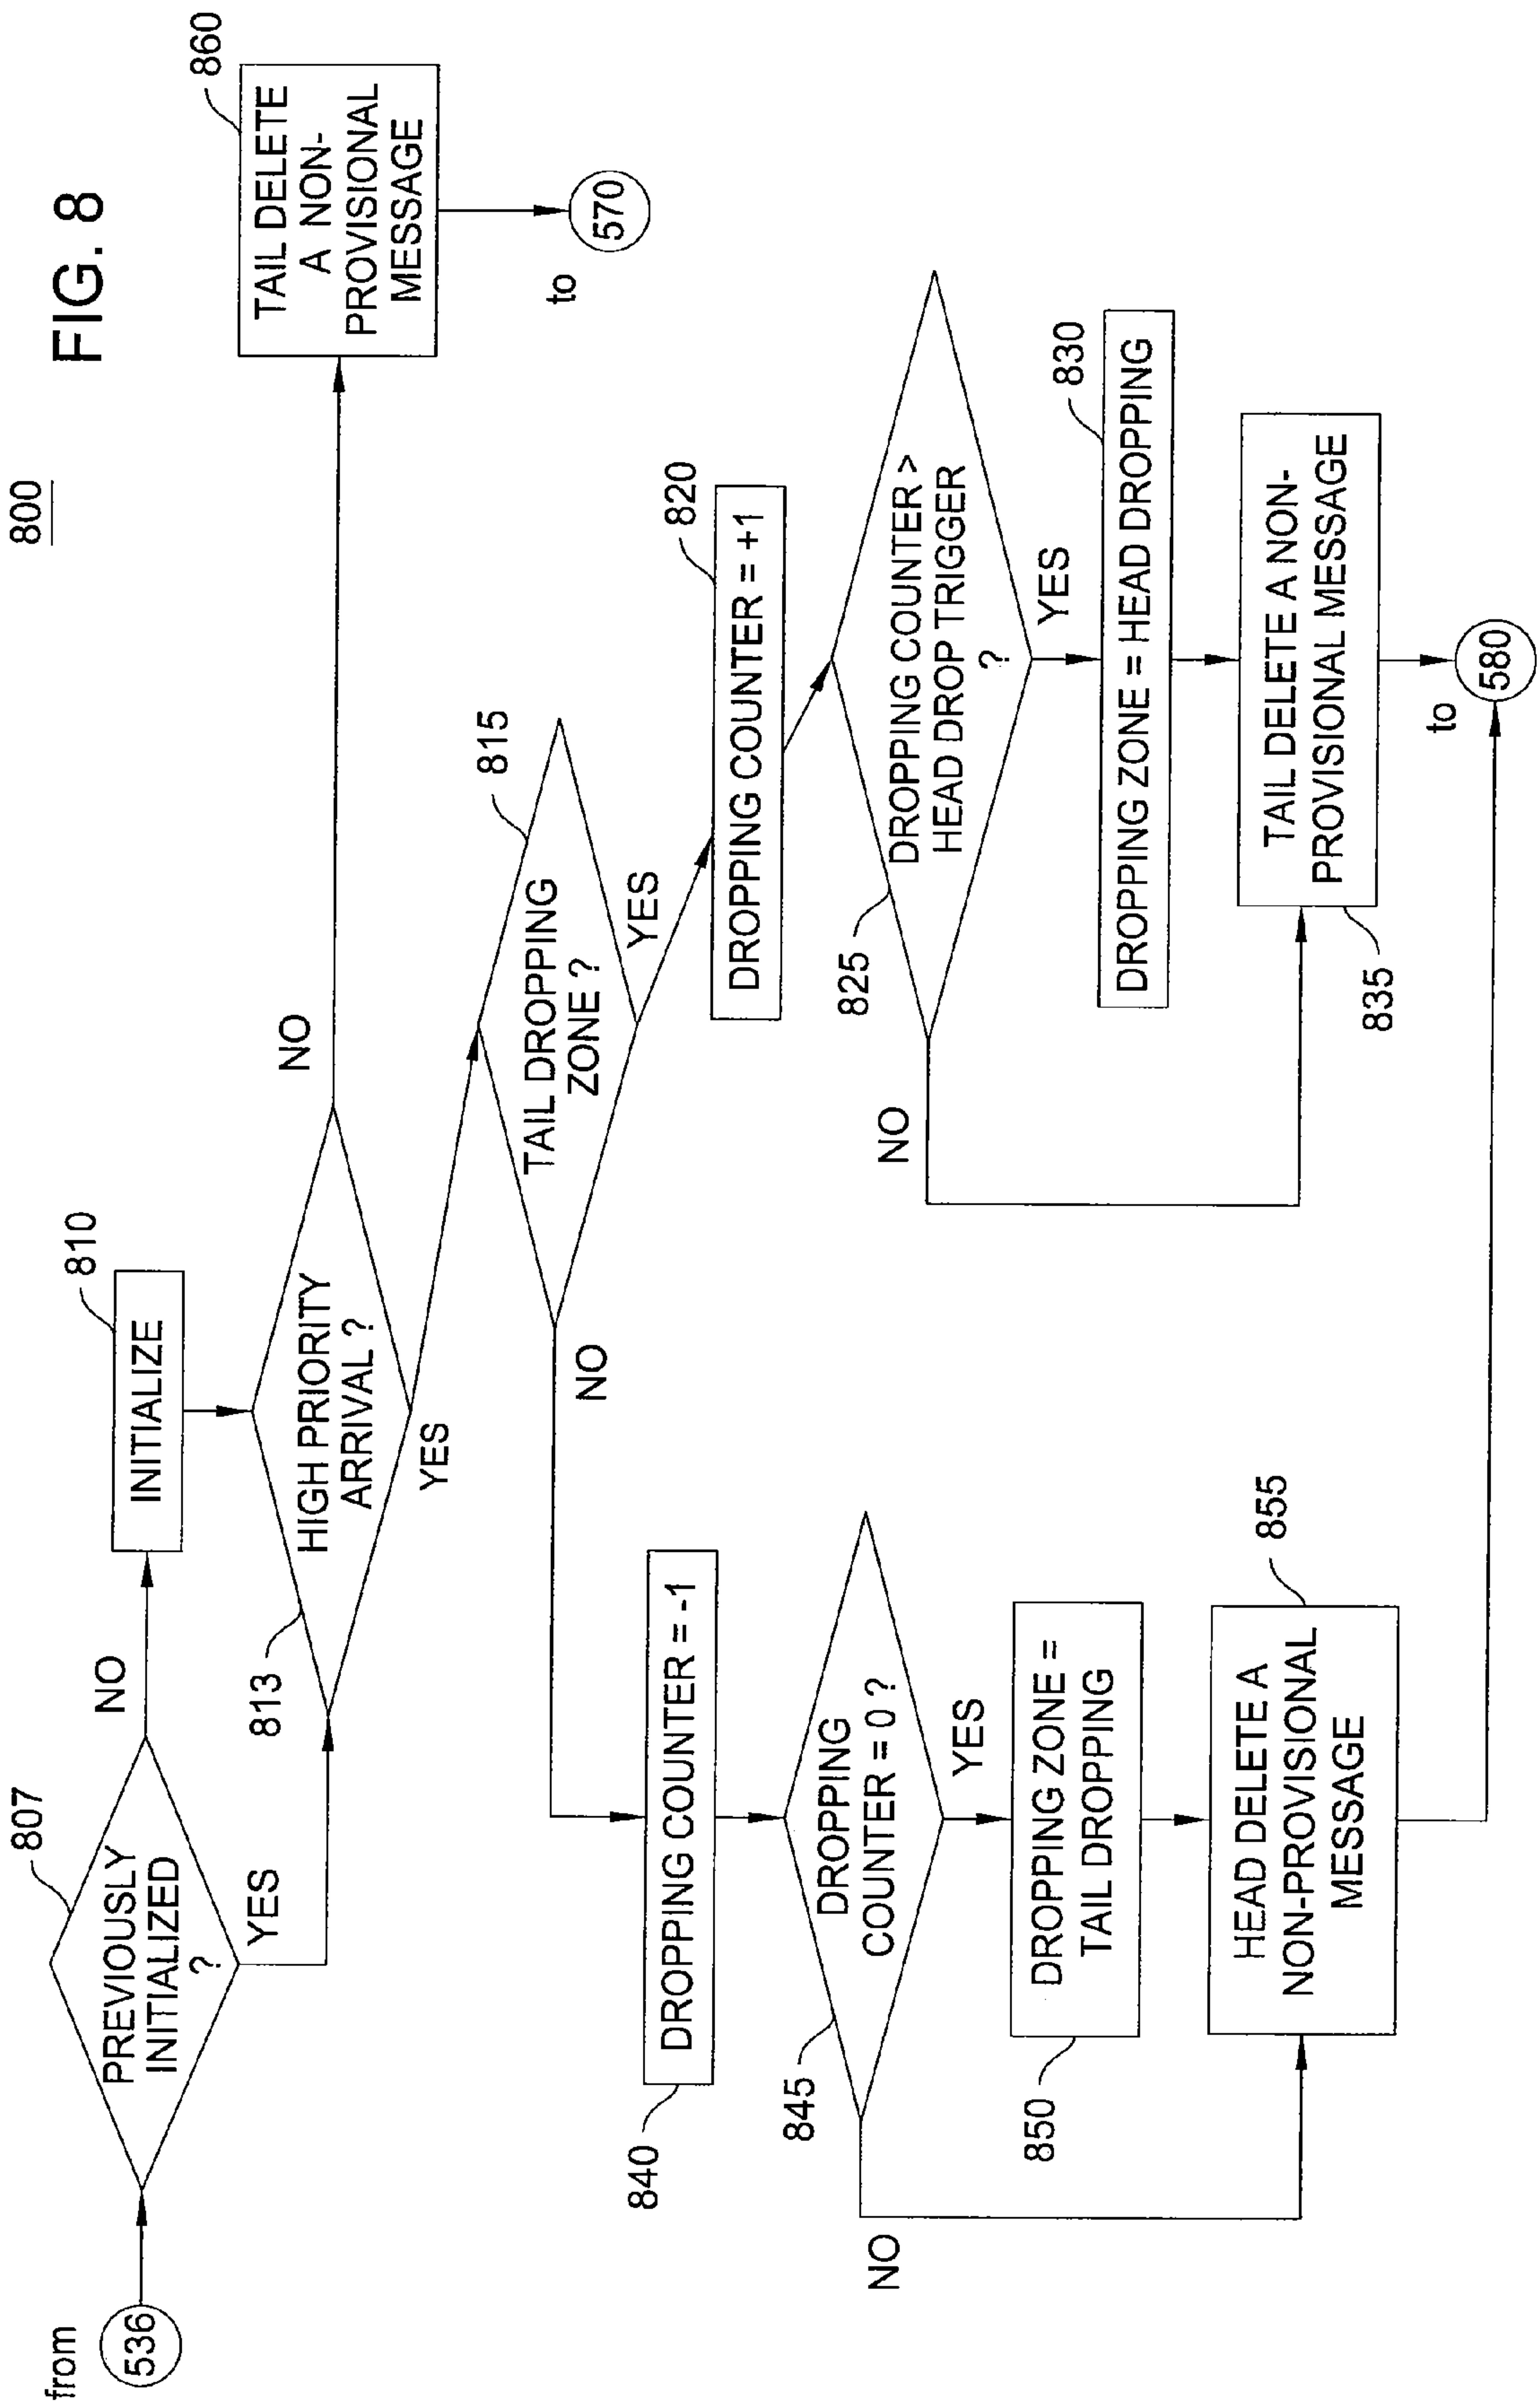 FIG. 8
800
from
536
807
PREVIOUSLY
INITIALIZED
?
NO
YES
810
INITIALIZE
813
HIGH PRIORITY
ARRIVAL ?
NO
YES
860
TAIL DELETE
A NON-
PROVISIONAL
MESSAGE
to
570
815
TAIL DROPPING
ZONE ?
NO
YES
820
DROPPING COUNTER = +1
825
DROPPING COUNTER >
HEAD DROP TRIGGER
?
NO
YES
830
DROPPING ZONE = HEAD DROPPING
835
TAIL DELETE A NON-
PROVISIONAL MESSAGE
to
580
840
DROPPING COUNTER = -1
845
DROPPING
COUNTER = 0 ?
NO
YES
850
DROPPING ZONE =
TAIL DROPPING
855
HEAD DELETE A
NON-PROVISIONAL
MESSAGE